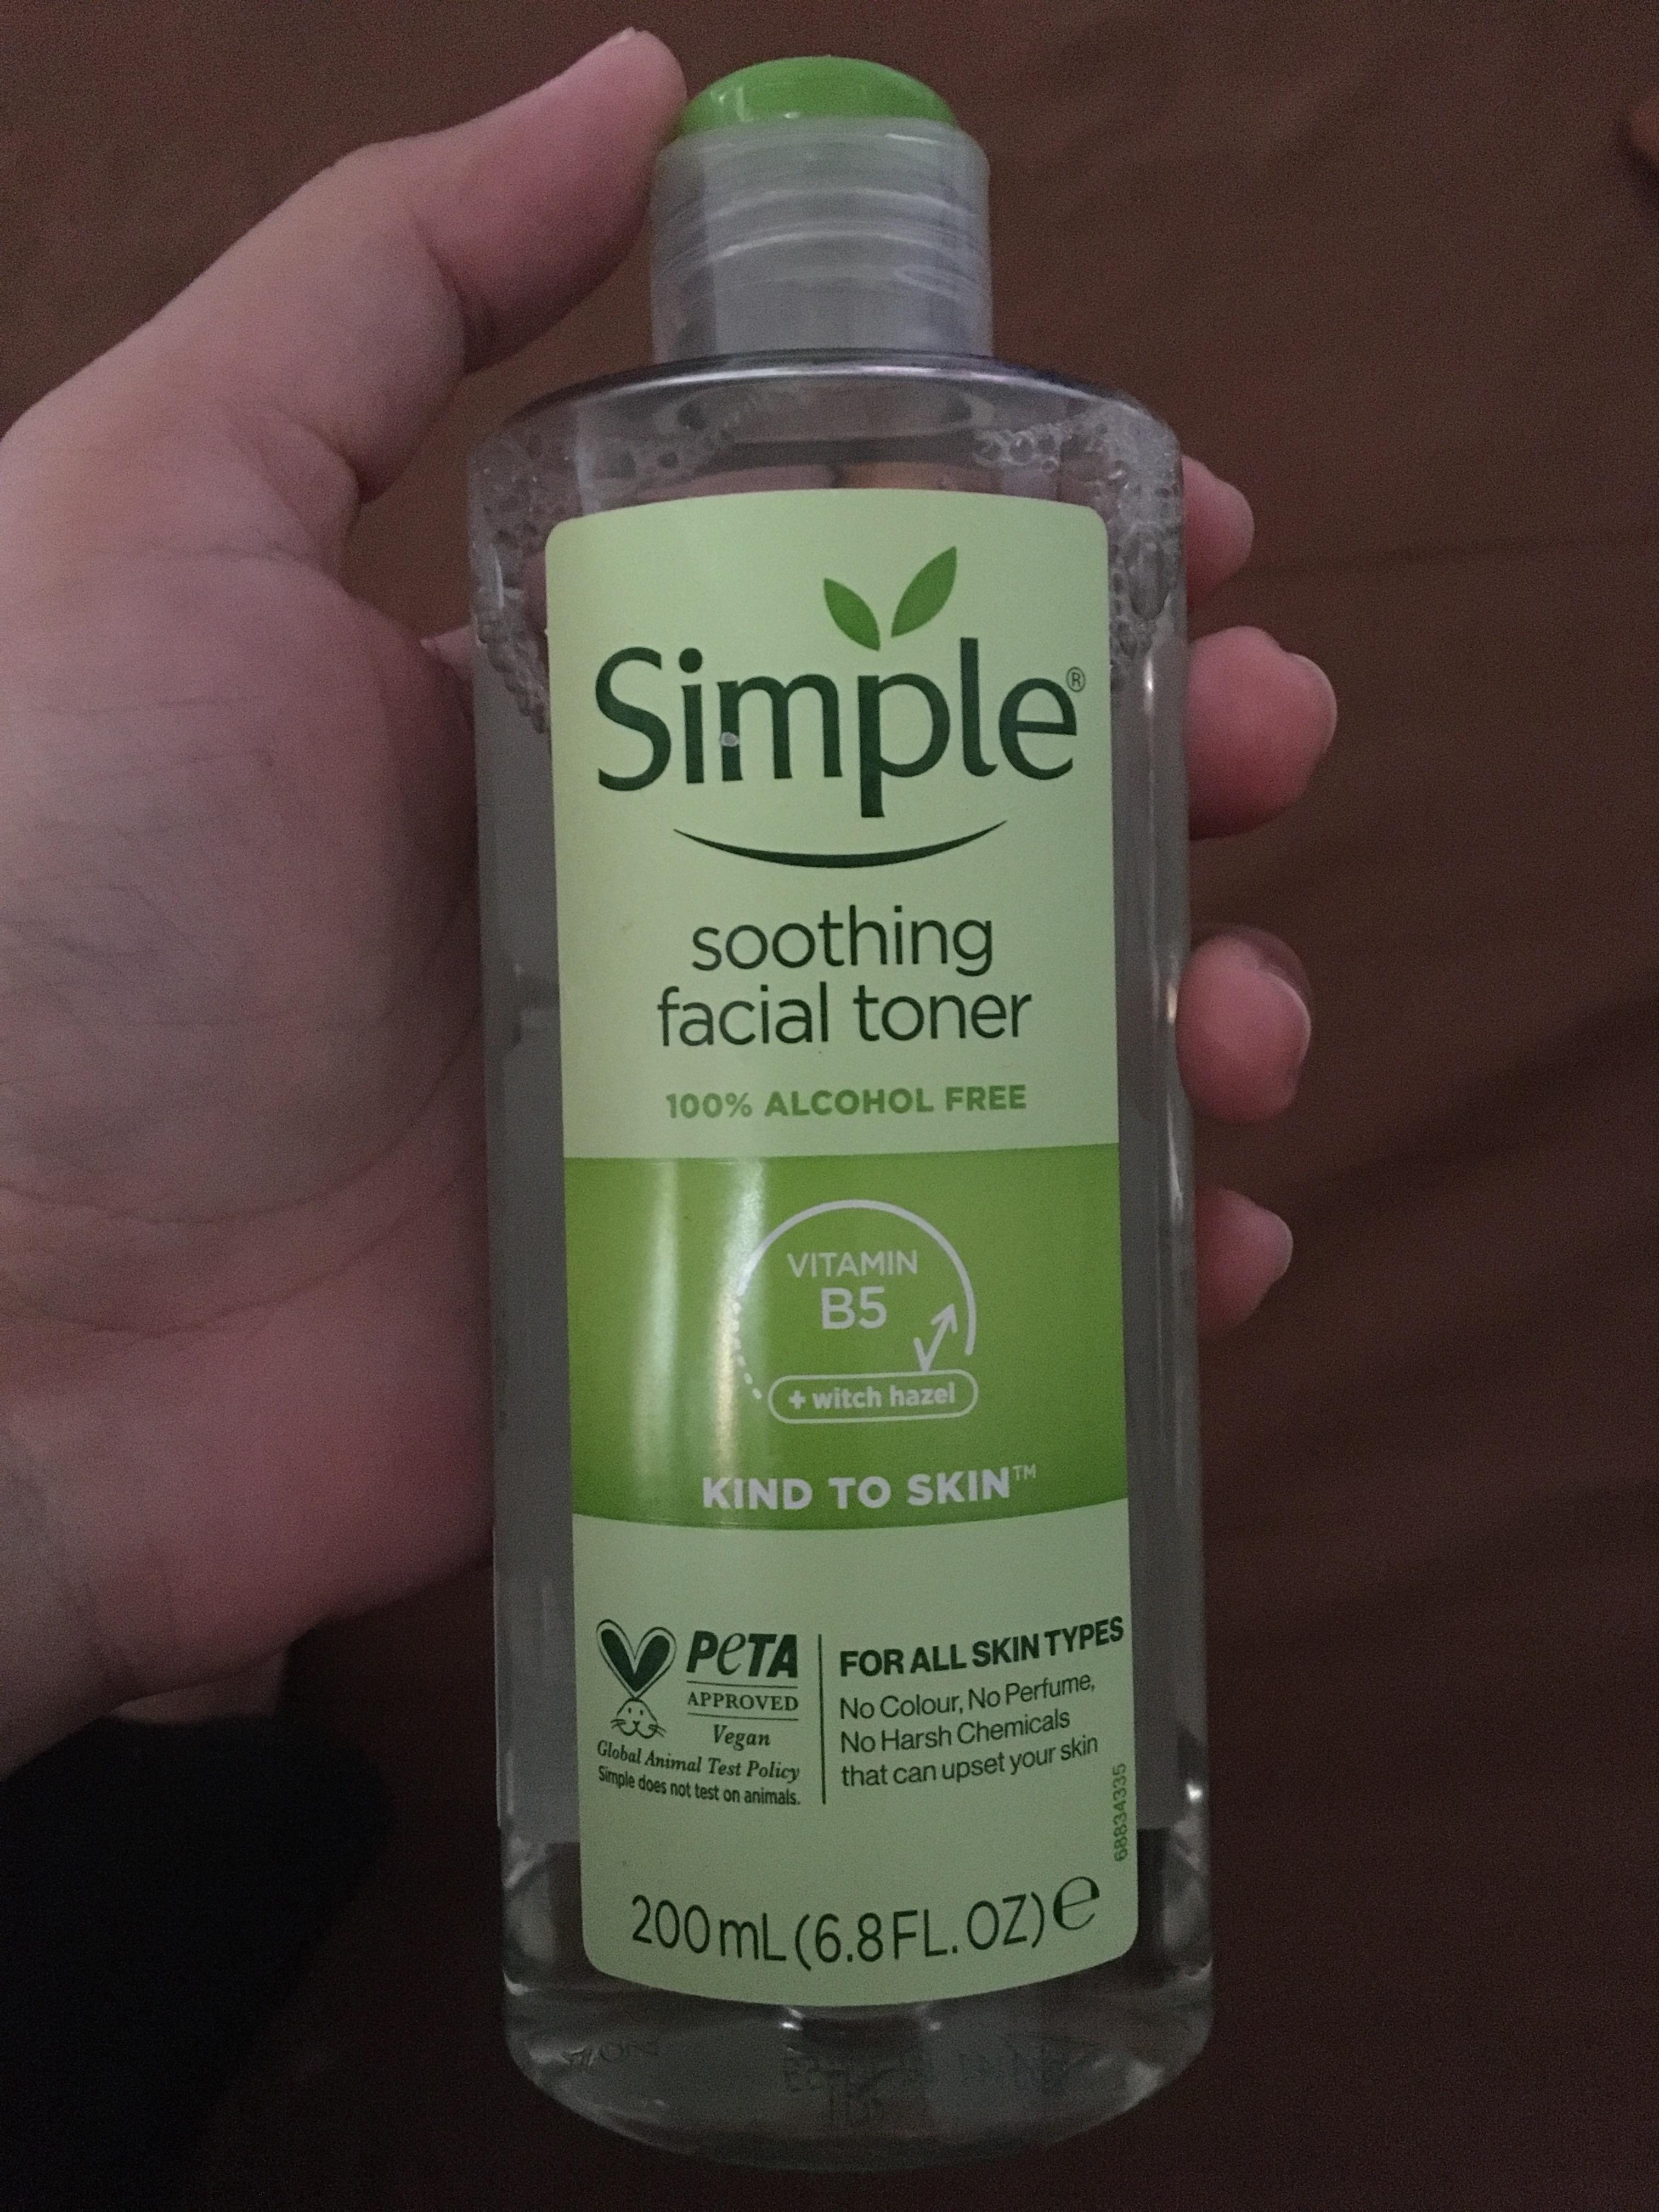 Simple®
soothing
facial toner
100% ALCOHOL FREE
VITAMIN
B5
+ witch hazel
KIND TO SKIN™
PETA
APPROVED
Vegan
Global Animal Test Policy
Simple does not test on animals.
FOR ALL SKIN TYPES
No Colour, No Perfume,
No Harsh Chemicals
that can upset your skin
68834335
200mL (6.8FL.OZ) ℮